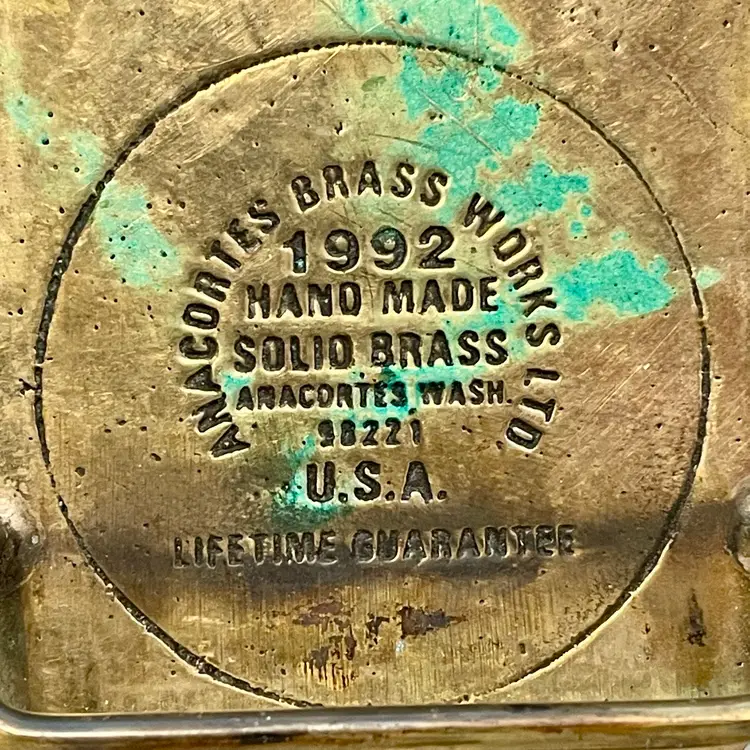 ANACORTES BRASS WORKS LTD
1992
HAND MADE
SOLID BRASS
ANACORTES WASH.
98221
U.S.A.
LIFETIME GUARANTEE